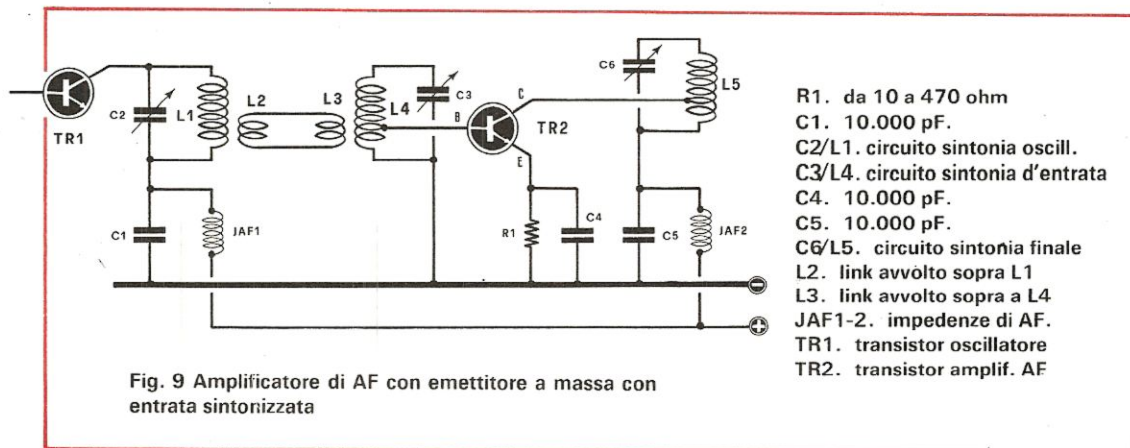 TR1
C2
L1
L2
L3
L4
C3
B
C
E
TR2
C6
L5
C1
JAF1
R1
C4
C5
JAF2
R1. da 10 a 470 ohm
C1. 10.000 pF.
C2/L1. circuito sintonia oscill.
C3/L4. circuito sintonia d'entrata
C4. 10.000 pF.
C5. 10.000 pF.
C6/L5. circuito sintonia finale
L2. link avvolto sopra L1
L3. link avvolto sopra a L4
JAF1-2. impedenze di AF.
TR1. transistor oscillatore
TR2. transistor amplif. AF
Fig. 9 Amplificatore di AF con emettitore a massa con
entrata sintonizzata